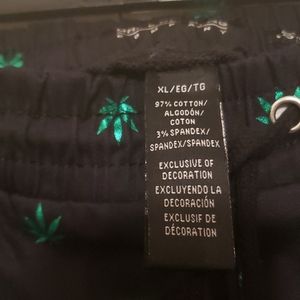 XL/EG/TG
97% COTTON/
ALGODÓN/
COTON
3% SPANDEX/
SPANDEX/SPANDEX
EXCLUSIVE OF
DECORATION
EXCLUYENDO LA
DECORACIÓN
EXCLUSIF DE
DÉCORATION